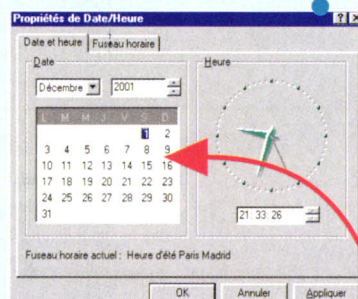 Propriétés de Date/Heure ? X
Date et heure Fuseau horaire
Date Heure
Décembre 2001
L M M J V S D
1 2
3 4 5 6 7 8 9
10 11 12 13 14 15 16
17 18 19 20 21 22 23
24 25 26 27 28 29 30
31
21: 33: 26
Fuseau horaire actuel : Heure d'été Paris Madrid
OK Annuler Appliquer